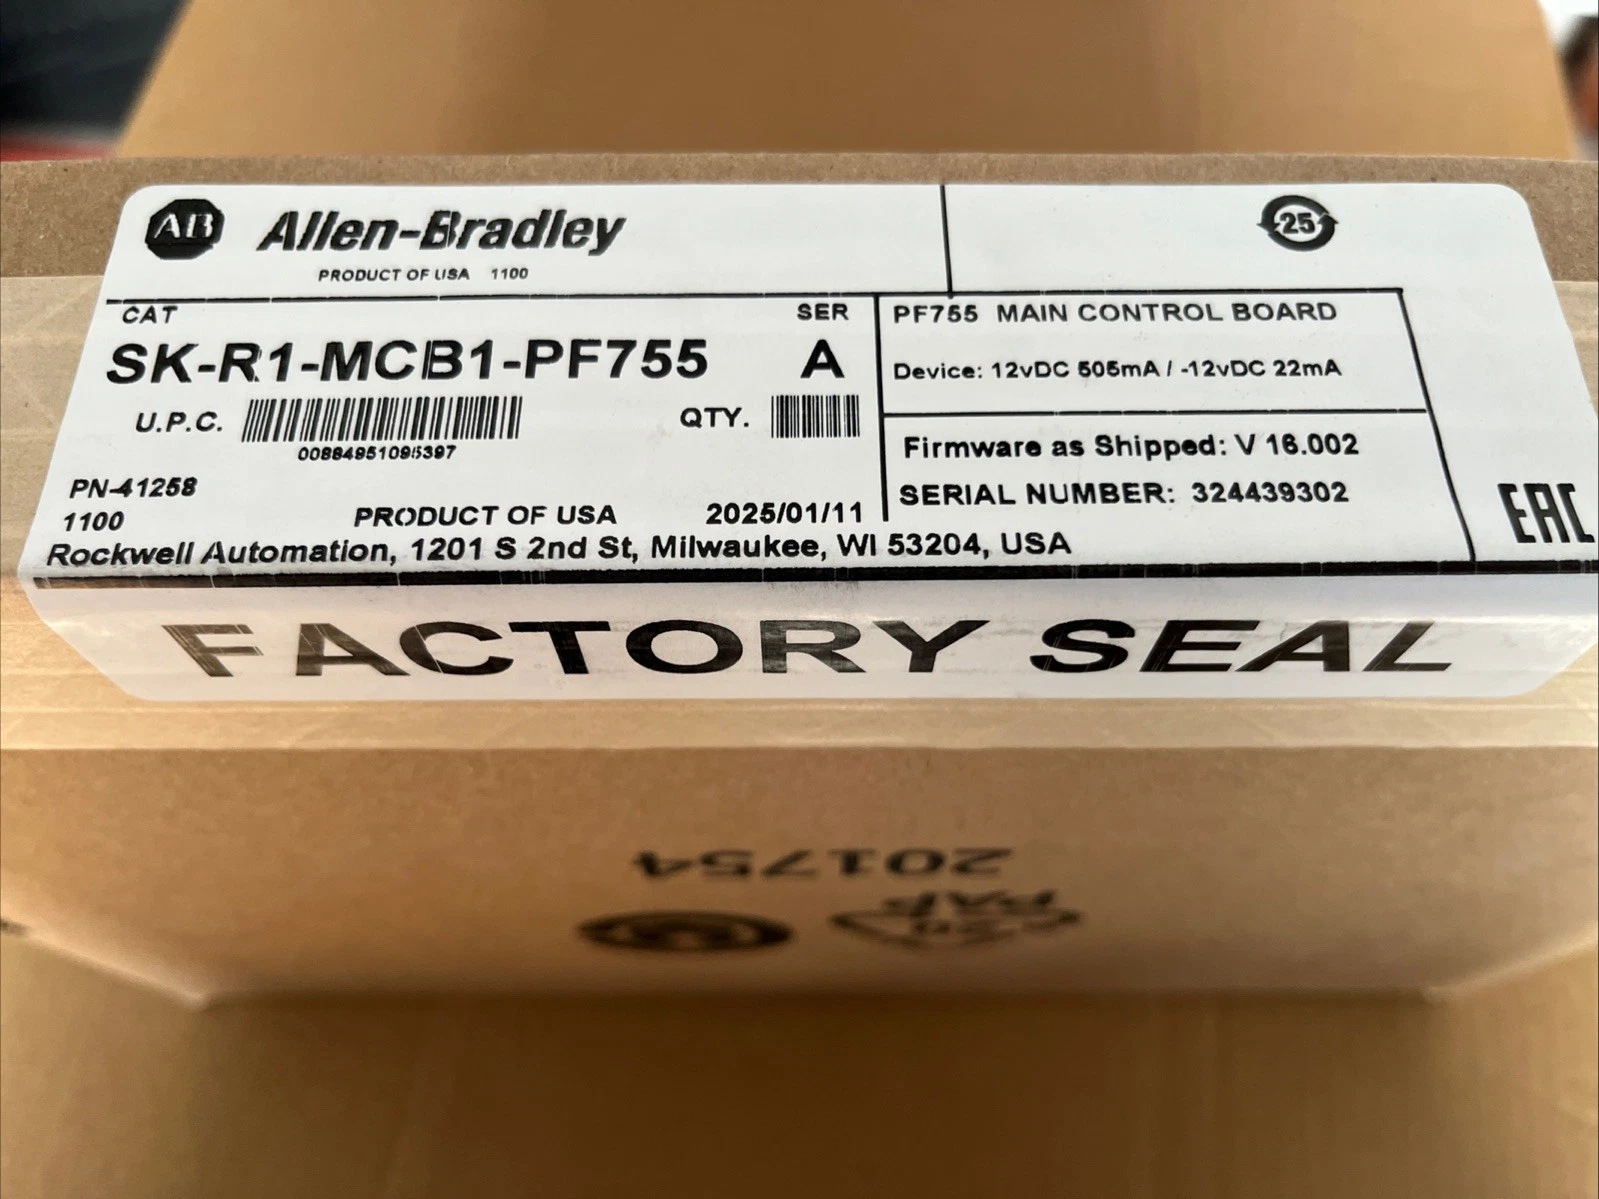 AB Allen-Bradley
PRODUCT OF USA 1100
25
CAT
SER
SK-R1-MCB1-PF755
A
U.P.C.
QTY.
00884951095397
PN-41258
1100
PRODUCT OF USA
2025/01/11
Rockwell Automation, 1201 S 2nd St, Milwaukee, WI 53204, USA
PF755 MAIN CONTROL BOARD
Device: 12vDC 505mA / -12vDC 22mA
Firmware as Shipped: V 16.002
SERIAL NUMBER: 324439302
EAC
FACTORY SEAL
201754
PAP
20